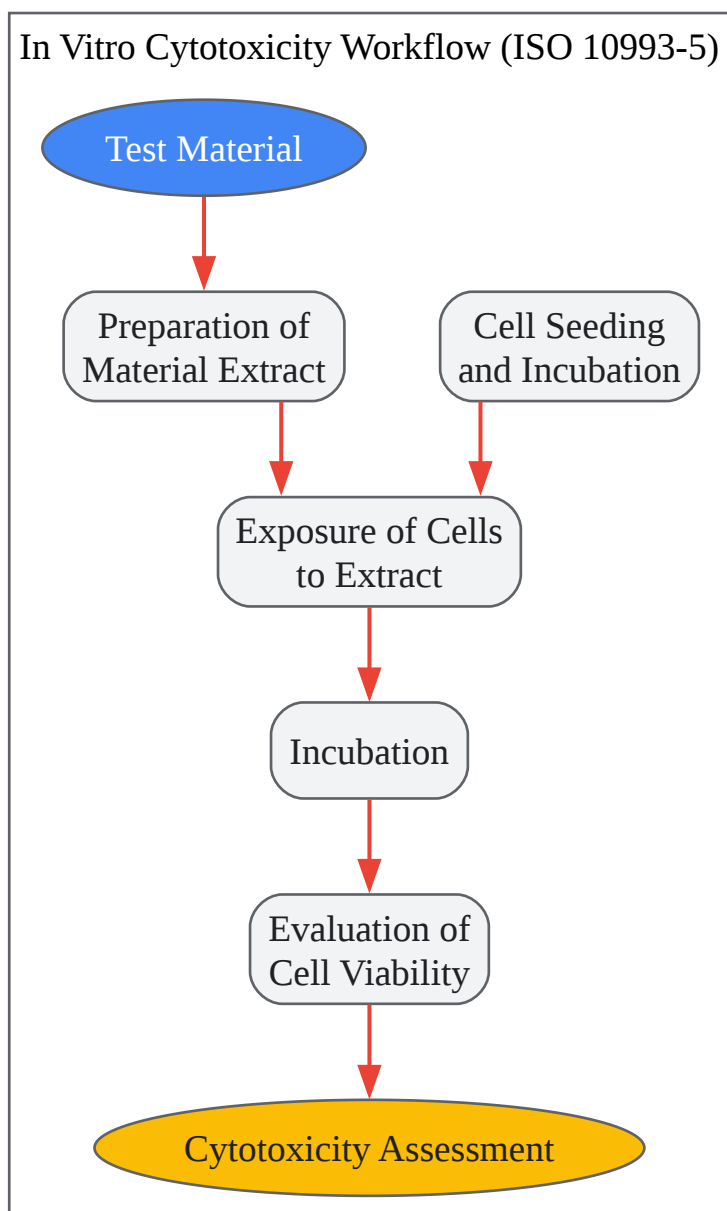 In Vitro Cytotoxicity Workflow (ISO 10993-5)
Test Material
Preparation of
Material Extract
Cell Seeding
and Incubation
Exposure of Cells
to Extract
Incubation
Evaluation of
Cell Viability
Cytotoxicity Assessment